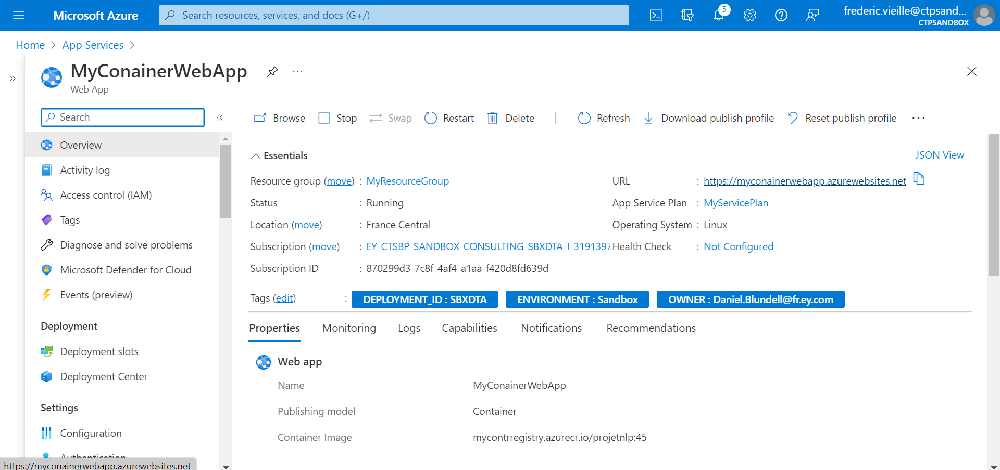 Microsoft Azure
Search resources, services, and docs (G+/)
5
frederic.vieille@ctpsand...
CTPSANDBOX
Home > App Services >
MyConainerWebApp
Web App
Search
Browse
Stop
Swap
Restart
Delete
Refresh
Download publish profile
Reset publish profile
Overview
Activity log
Access control (IAM)
Tags
Diagnose and solve problems
Microsoft Defender for Cloud
Events (preview)
Deployment
Deployment slots
Deployment Center
Settings
Configuration
Authentication
https://myconainerwebapp.azurewebsites.net
Essentials
JSON View
Resource group (move) : MyResourceGroup
Status : Running
Location (move) : France Central
Subscription (move) : EY-CTSBP-SANDBOX-CONSULTING-SBXDTA-I-3191397
Subscription ID : 870299d3-7c8f-4af4-a1aa-f420d8fd639d
URL : https://myconainerwebapp.azurewebsites.net
App Service Plan : MyServicePlan
Operating System : Linux
Health Check : Not Configured
Tags (edit) : DEPLOYMENT_ID : SBXDTA ENVIRONMENT : Sandbox OWNER : Daniel.Blundell@fr.ey.com
Properties
Monitoring
Logs
Capabilities
Notifications
Recommendations
Web app
Name MyConainerWebApp
Publishing model Container
Container Image mycontrregistry.azurecr.io/projetnlp:45